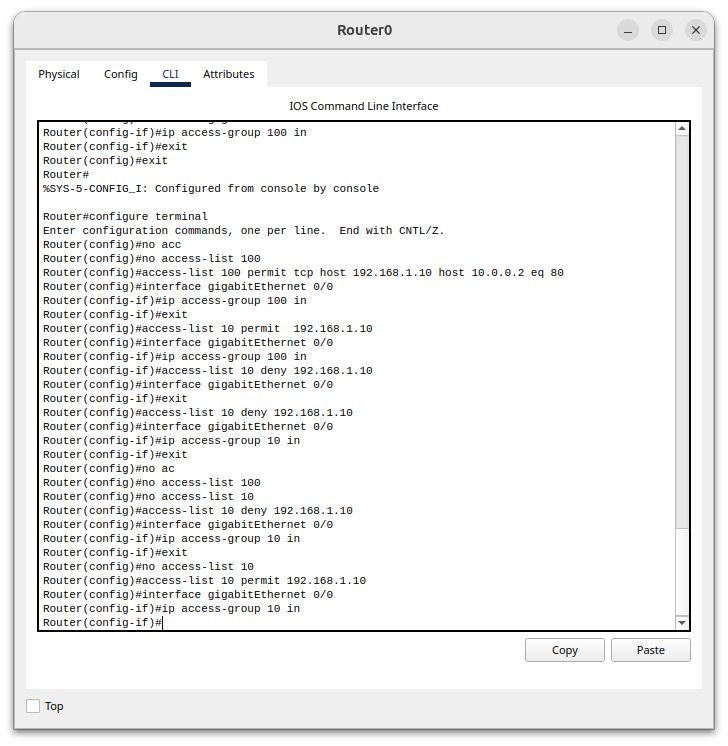 Router0
Physical Config CLI Attributes
IOS Command Line Interface
Router(config-if)#ip access-group 100 in
Router(config-if)#exit
Router(config)#exit
Router#
%SYS-5-CONFIG_I: Configured from console by console
Router#configure terminal
Enter configuration commands, one per line.  End with CNTL/Z.
Router(config)#no acc
Router(config)#no access-list 100
Router(config)#access-list 100 permit tcp host 192.168.1.10 host 10.0.0.2 eq 80
Router(config)#interface gigabitEthernet 0/0
Router(config-if)#ip access-group 100 in
Router(config-if)#exit
Router(config)#access-list 10 permit  192.168.1.10
Router(config)#interface gigabitEthernet 0/0
Router(config-if)#ip access-group 100 in
Router(config-if)#access-list 10 deny 192.168.1.10
Router(config)#interface gigabitEthernet 0/0
Router(config-if)#exit
Router(config)#access-list 10 deny 192.168.1.10
Router(config)#interface gigabitEthernet 0/0
Router(config-if)#ip access-group 10 in
Router(config-if)#exit
Router(config)#no ac
Router(config)#no access-list 100
Router(config)#no access-list 10
Router(config)#access-list 10 deny 192.168.1.10
Router(config)#interface gigabitEthernet 0/0
Router(config-if)#ip access-group 10 in
Router(config-if)#exit
Router(config)#no access-list 10
Router(config)#access-list 10 permit 192.168.1.10
Router(config)#interface gigabitEthernet 0/0
Router(config-if)#ip access-group 10 in
Router(config-if)#
Copy Paste
Top